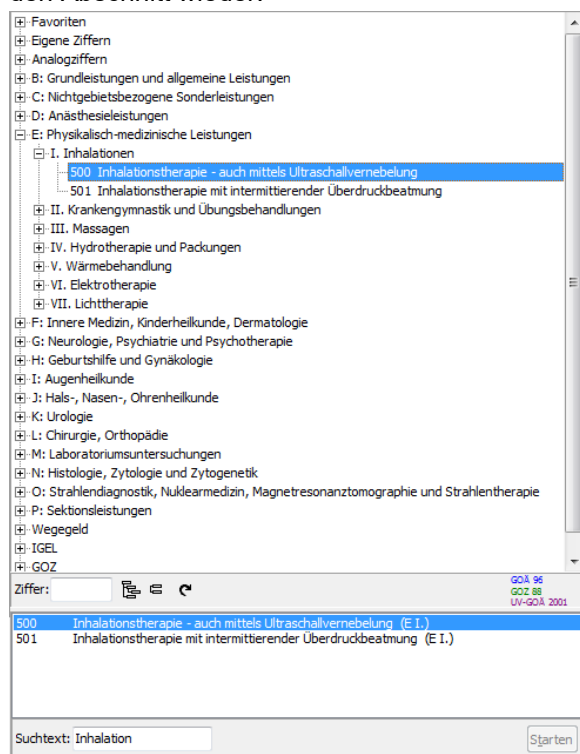 Favoriten
Eigene Ziffern
Analogziffern
B: Grundleistungen und allgemeine Leistungen
C: Nichtgebietsbezogene Sonderleistungen
D: Anästhesieleistungen
E: Physikalisch-medizinische Leistungen
I. Inhalationen
500 Inhalationstherapie - auch mittels Ultraschallvernebelung
501 Inhalationstherapie mit intermittierender Überdruckbeatmung
II. Krankengymnastik und Übungsbehandlungen
III. Massagen
IV. Hydrotherapie und Packungen
V. Wärmebehandlung
VI. Elektrotherapie
VII. Lichttherapie
F: Innere Medizin, Kinderheilkunde, Dermatologie
G: Neurologie, Psychiatrie und Psychotherapie
H: Geburtshilfe und Gynäkologie
I: Augenheilkunde
J: Hals-, Nasen-, Ohrenheilkunde
K: Urologie
L: Chirurgie, Orthopädie
M: Laboratoriumsuntersuchungen
N: Histologie, Zytologie und Zytogenetik
O: Strahlendiagnostik, Nuklearmedizin, Magnetresonanztomographie und Strahlentherapie
P: Sektionsleistungen
Wegegeld
IGEL
GOZ
Ziffer:
GOÄ 96
GOZ 88
UV-GOÄ 2001
500 Inhalationstherapie - auch mittels Ultraschallvernebelung (E I.)
501 Inhalationstherapie mit intermittierender Überdruckbeatmung (E I.)
Suchtext: Inhalation
Starten